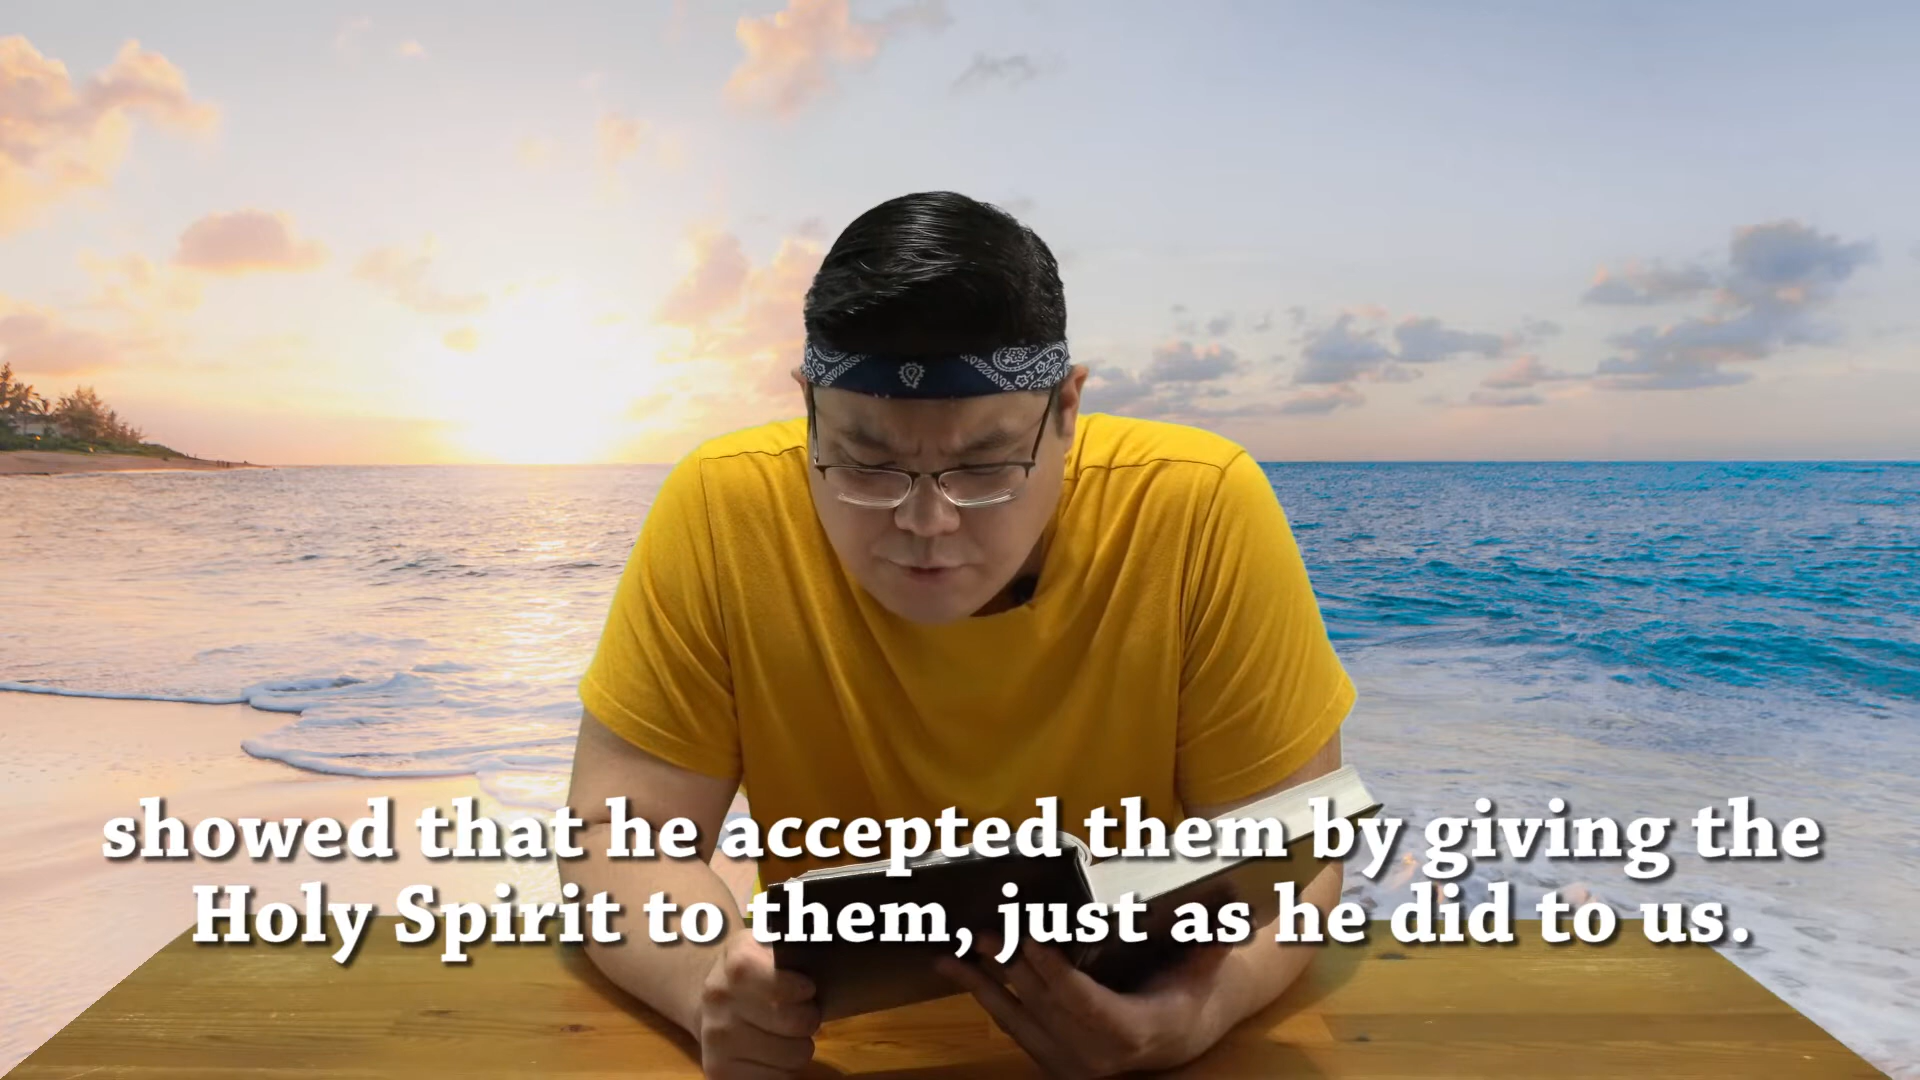 showed that he accepted them by giving the
Holy Spirit to them, just as he did to us.